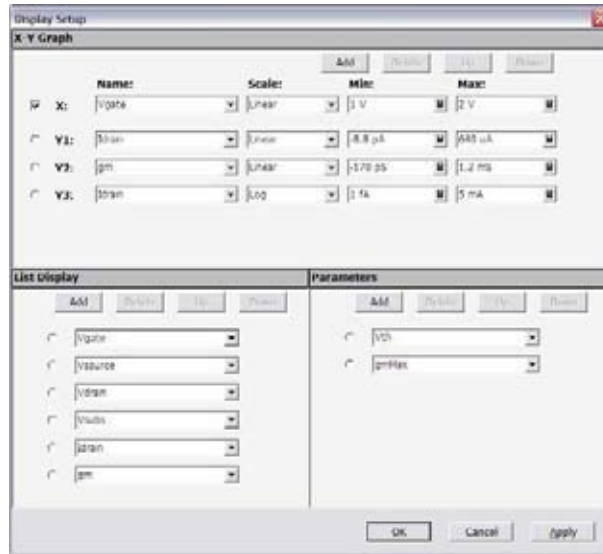 Display Setup
X-Y Graph
Add Delete Up Down
Name: Scale: Min: Max:
X: Vgate Linear 1 V 2 V
Y1: Idrain Linear -8.8 pA 640 uA
Y2: gm Linear -170 pS 1.2 mS
Y3: Idrain Log 1 fA 5 mA
List Display
Add Delete Up Down
Vgate
Vsource
Vdrain
Vsubs
Idrain
gm
Parameters
Add Delete Up Down
Vth
gmMax
OK Cancel Apply